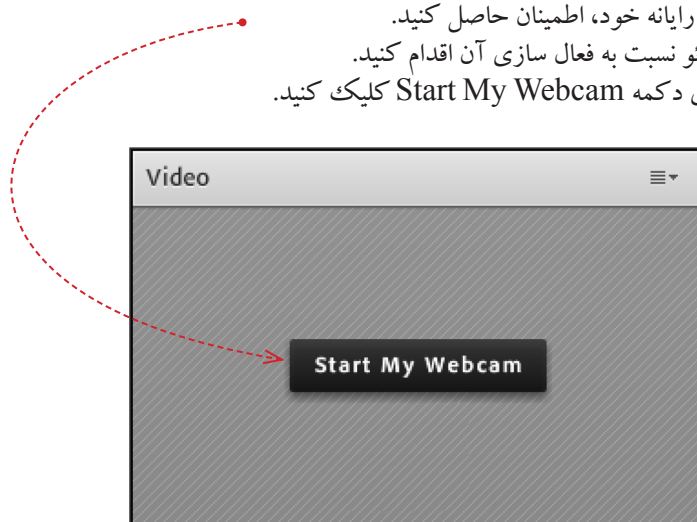 رایانه خود، اطمینان حاصل کنید.
نسبت به فعال سازی آن اقدام کنید.
دکمه Start My Webcam کلیک کنید.
Video
Start My Webcam